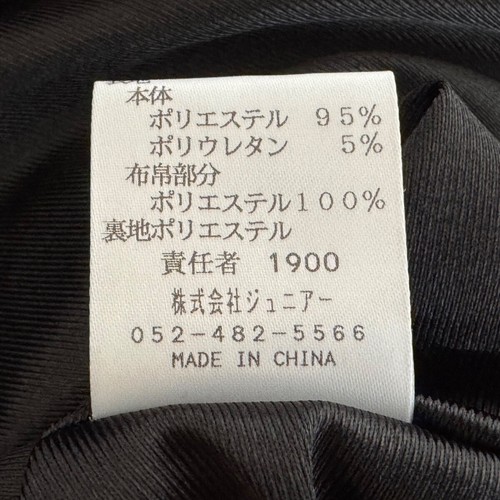 本体
ポリエステル 95%
ポリウレタン 5%
布帛部分
ポリエステル100%
裏地ポリエステル
責任者 1900
株式会社ジュニアー
052-482-5566
MADE IN CHINA